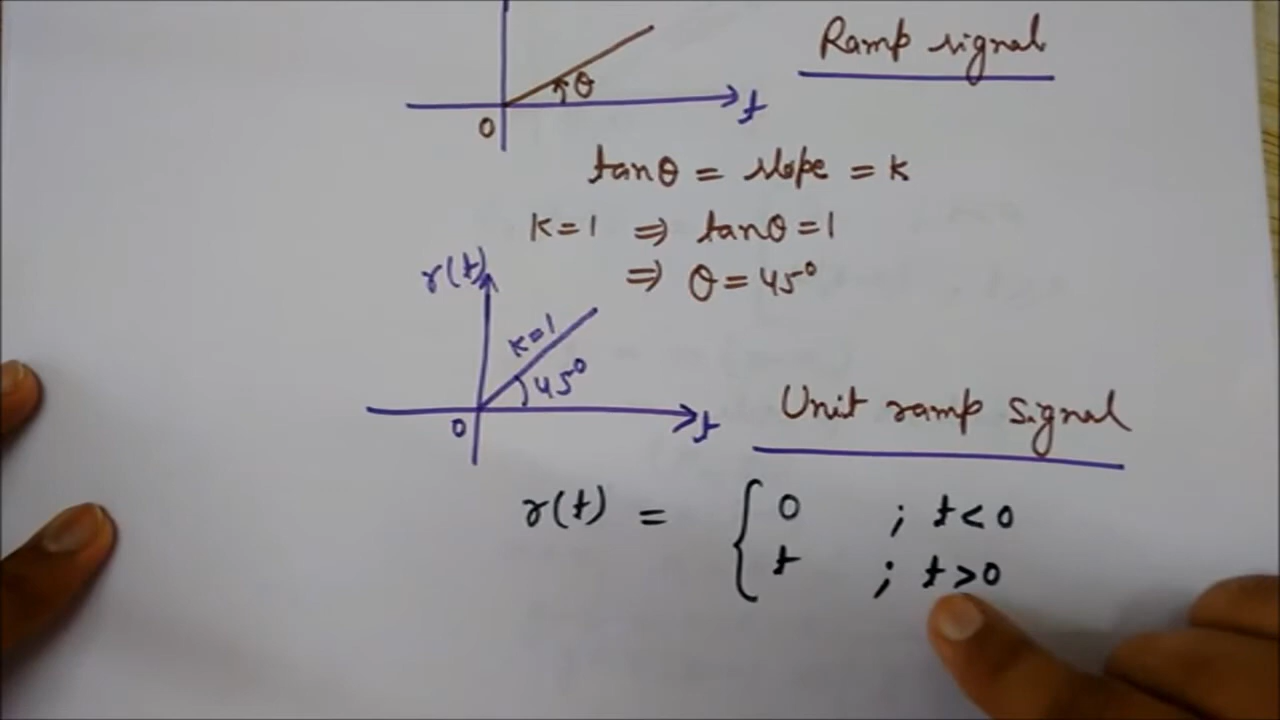 Ramp signal
θ
t
0
tanθ = slope = K
K=1 ⇒ tanθ=1
⇒ θ=45°
r(t)
K=1
45°
0
t
Unit ramp signal
r(t) = { 0 ; t<0
t ; t>0